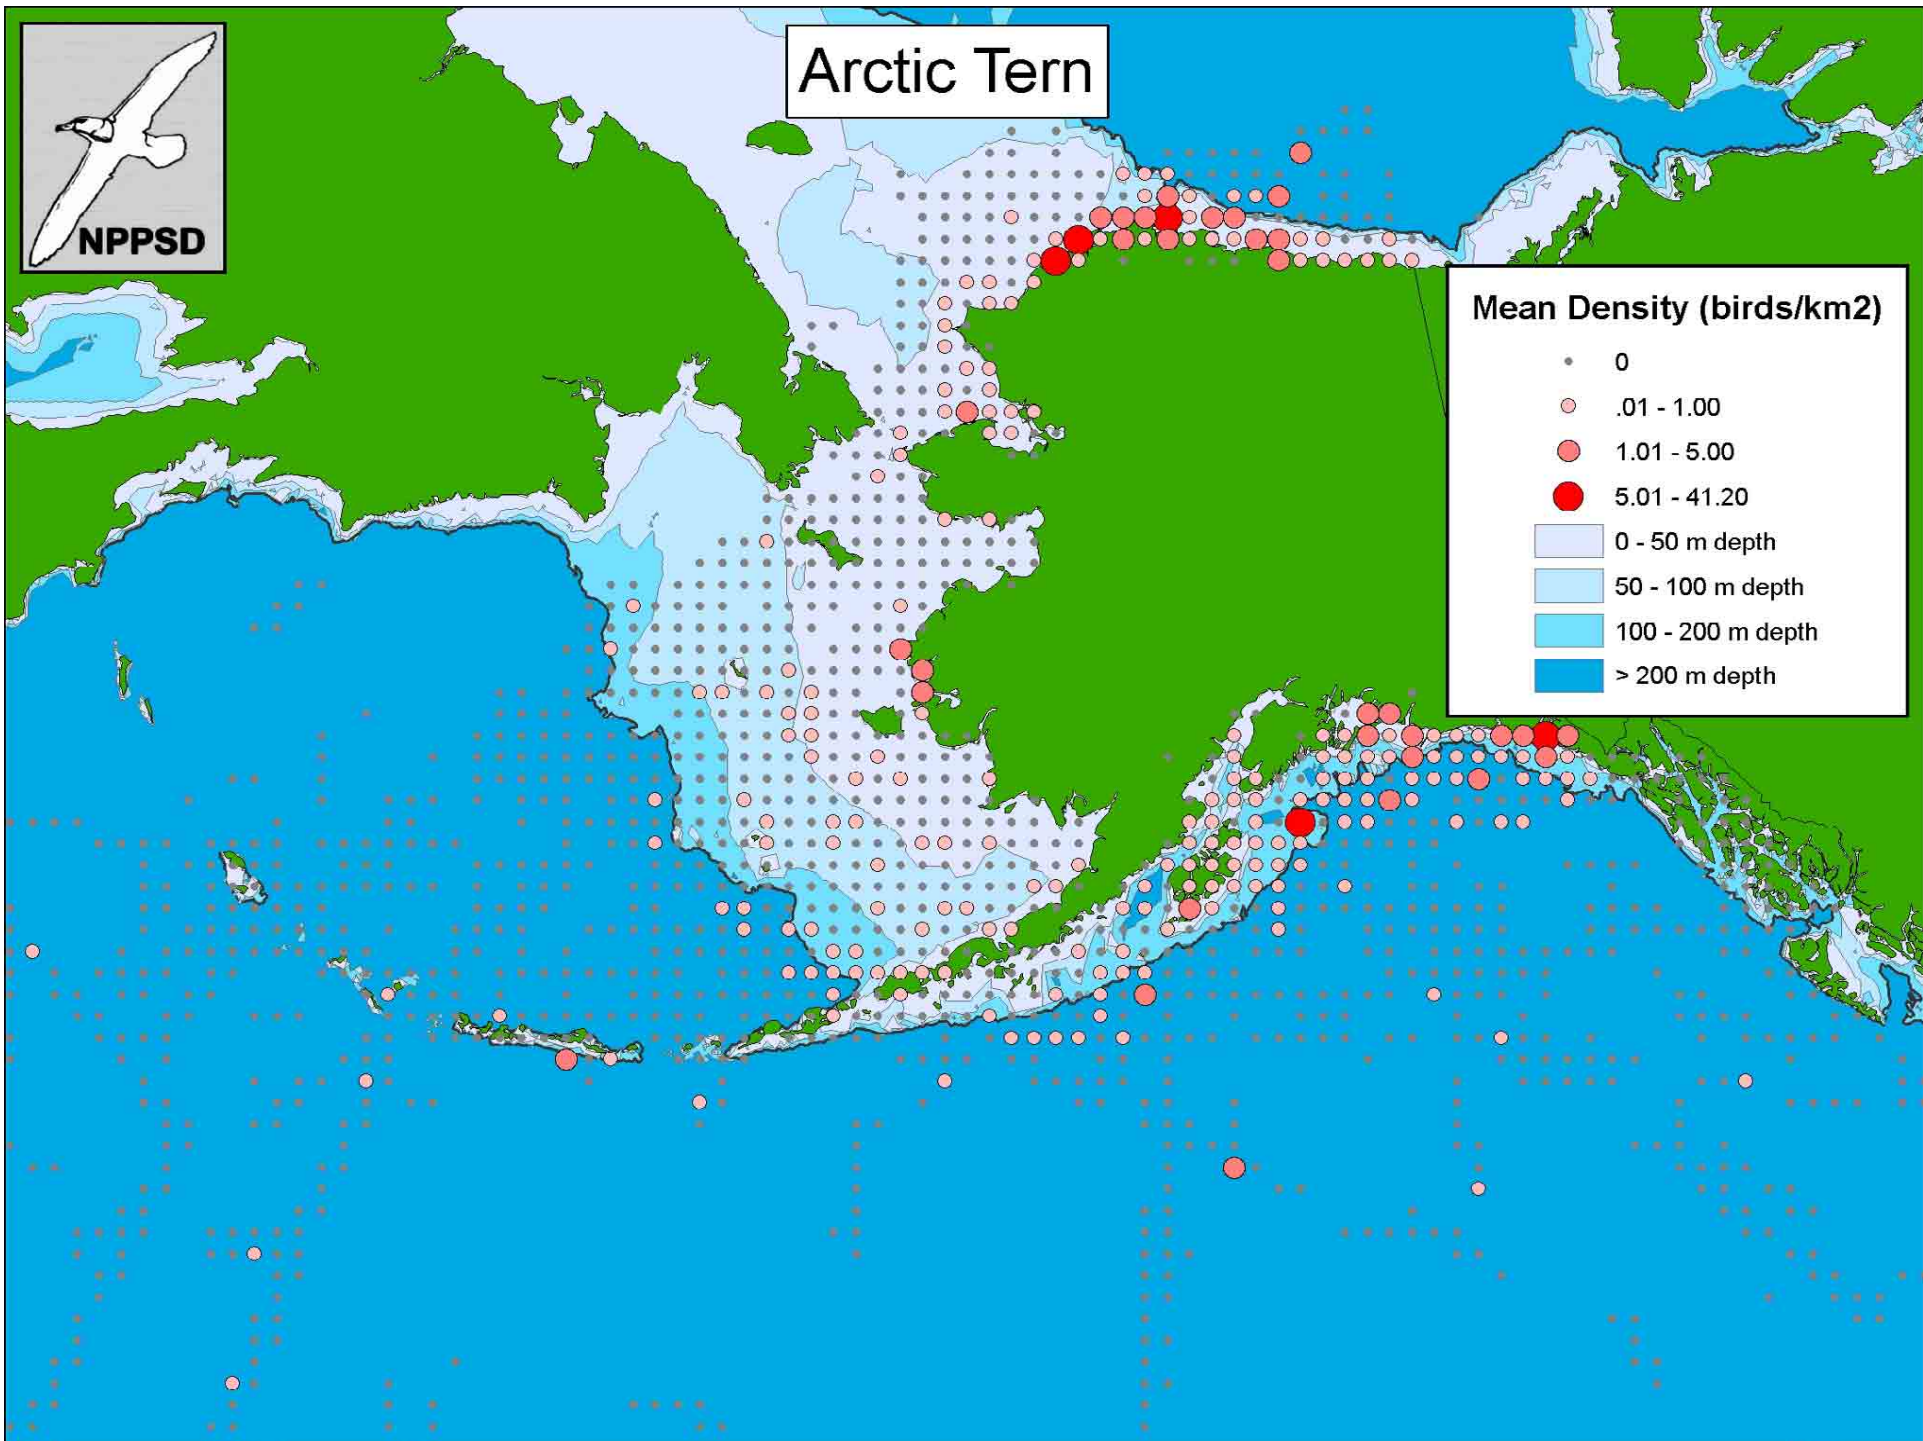 Arctic Tern
NPPSD
Mean Density (birds/km2)
0
.01 - 1.00
1.01 - 5.00
5.01 - 41.20
0 - 50 m depth
50 - 100 m depth
100 - 200 m depth
> 200 m depth